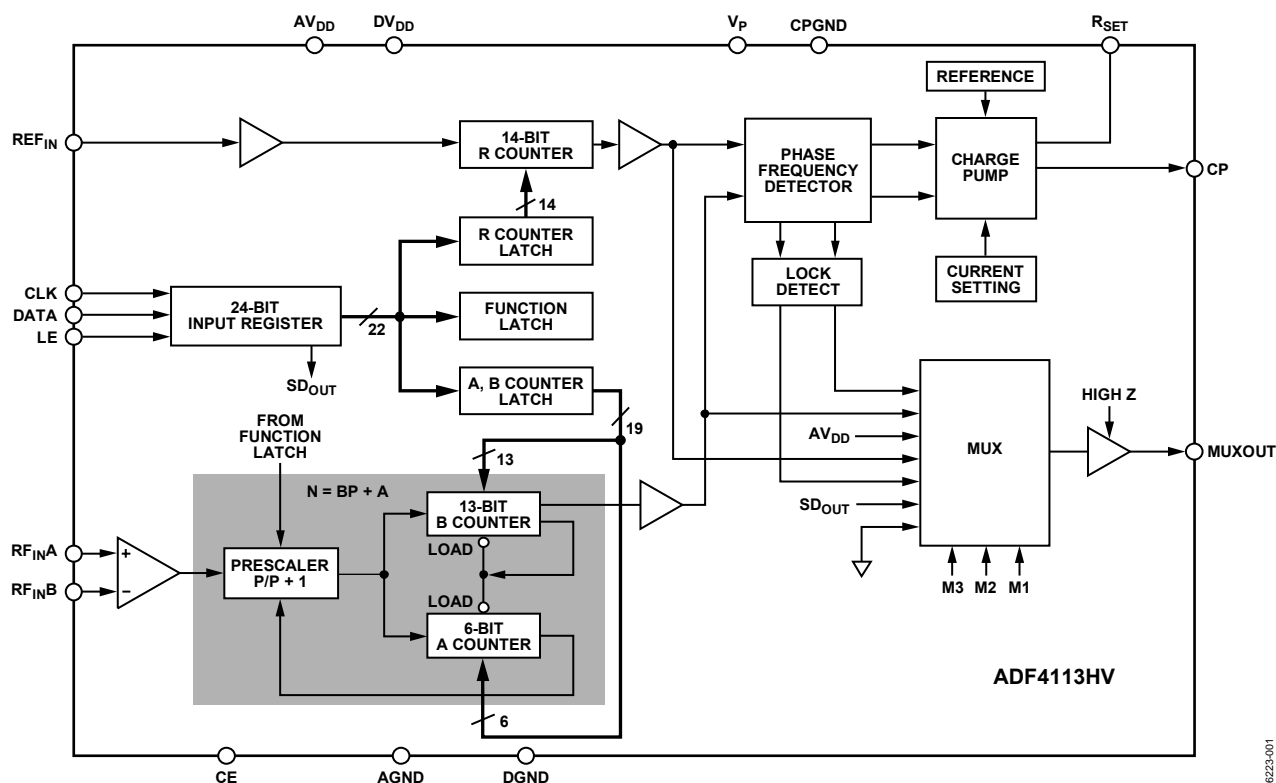 AVDD DVDD VP CPGND RSET
REFERENCE
REFIN
14-BIT
R COUNTER
PHASE
FREQUENCY
DETECTOR
CHARGE
PUMP
CP
14
R COUNTER
LATCH
LOCK
DETECT
CURRENT
SETTING
CLK
DATA
LE
24-BIT
INPUT REGISTER
22
FUNCTION
LATCH
SDOUT
A, B COUNTER
LATCH
19
FROM
FUNCTION
LATCH
13
HIGH Z
AVDD
MUX
MUXOUT
SDOUT
M3 M2 M1
N = BP + A
13-BIT
B COUNTER
LOAD
RFINA
RFINB
+
–
PRESCALER
P/P + 1
LOAD
6-BIT
A COUNTER
6
ADF4113HV
CE AGND DGND
6223-001